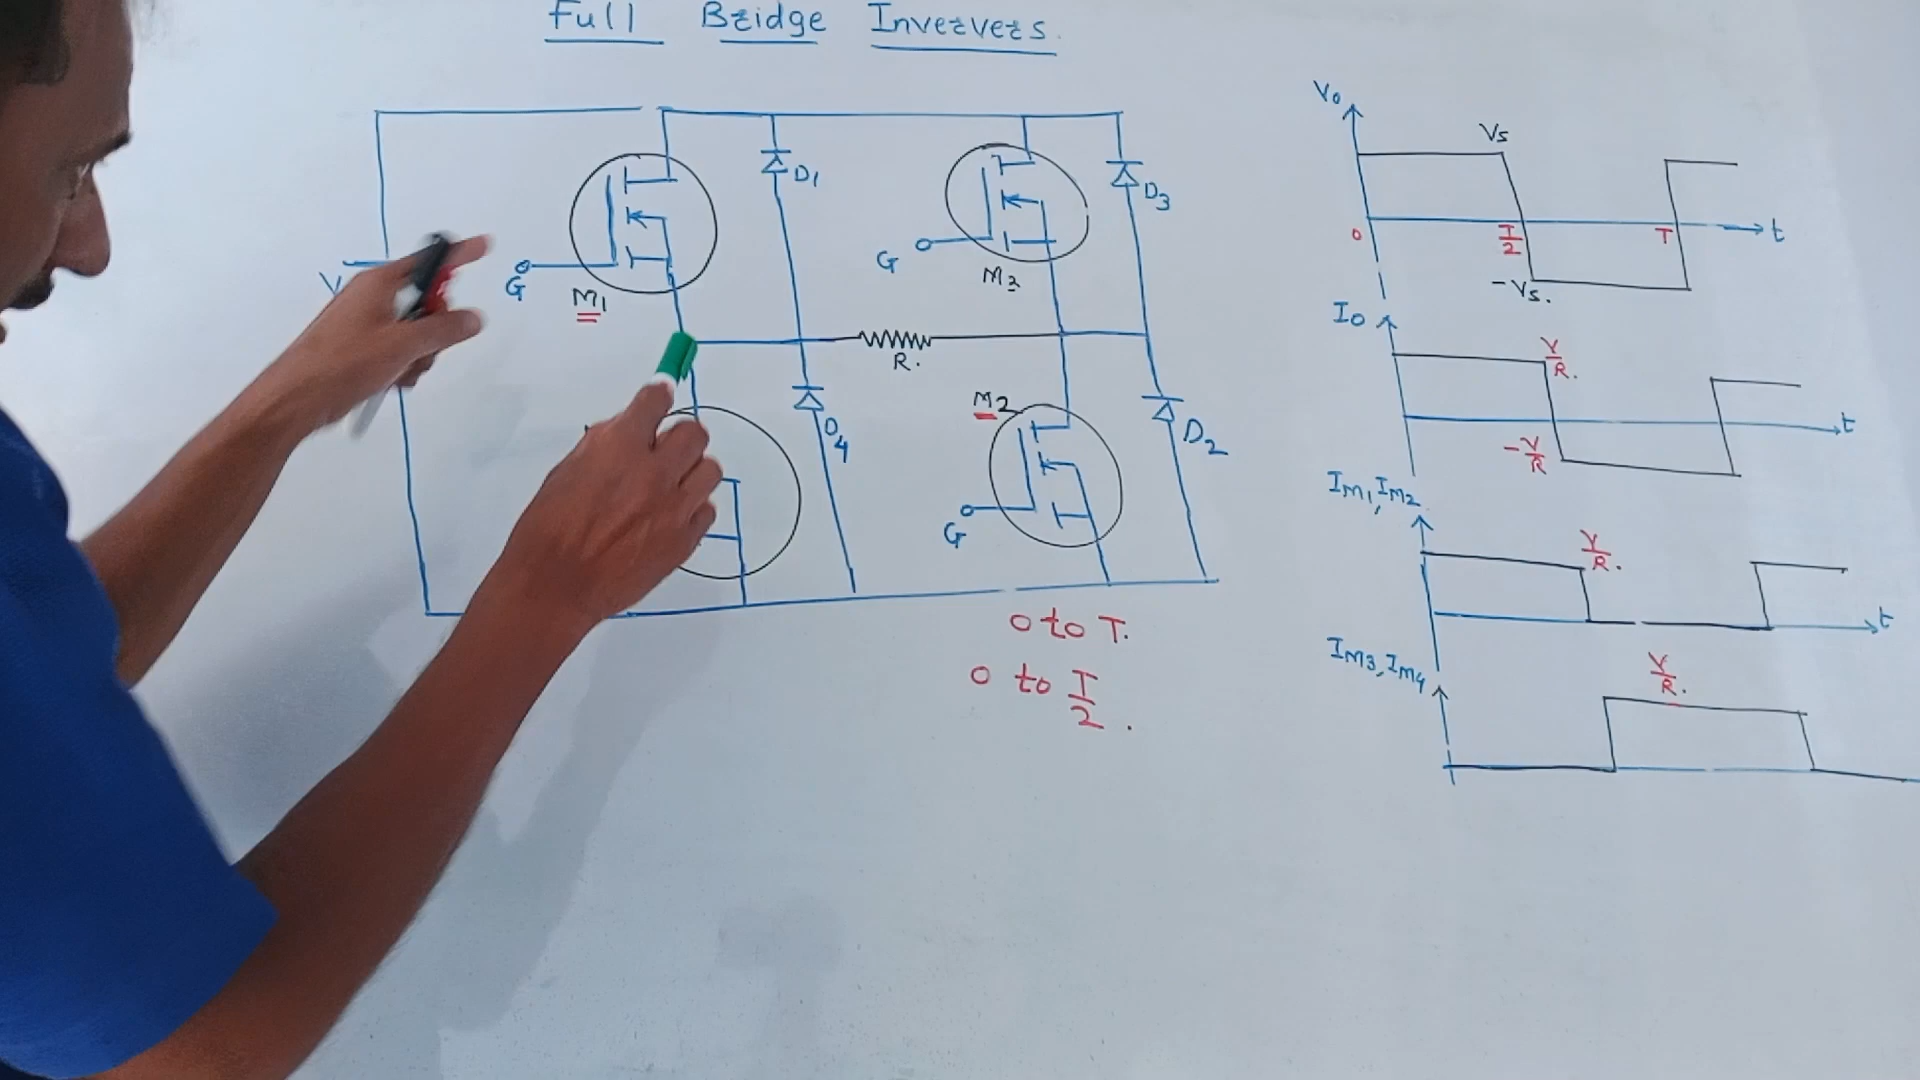 Full Bridge Inververs.
D1
D3
G
M1
G
M3
V
R.
M2
D4
D2
G
0 to T.
0 to T/2.
Vo
Vs
0
T/2
T
t
-Vs.
Io
V/R.
t
-V/R
IM1, IM2
V/R.
t
IM3, IM4
V/R.